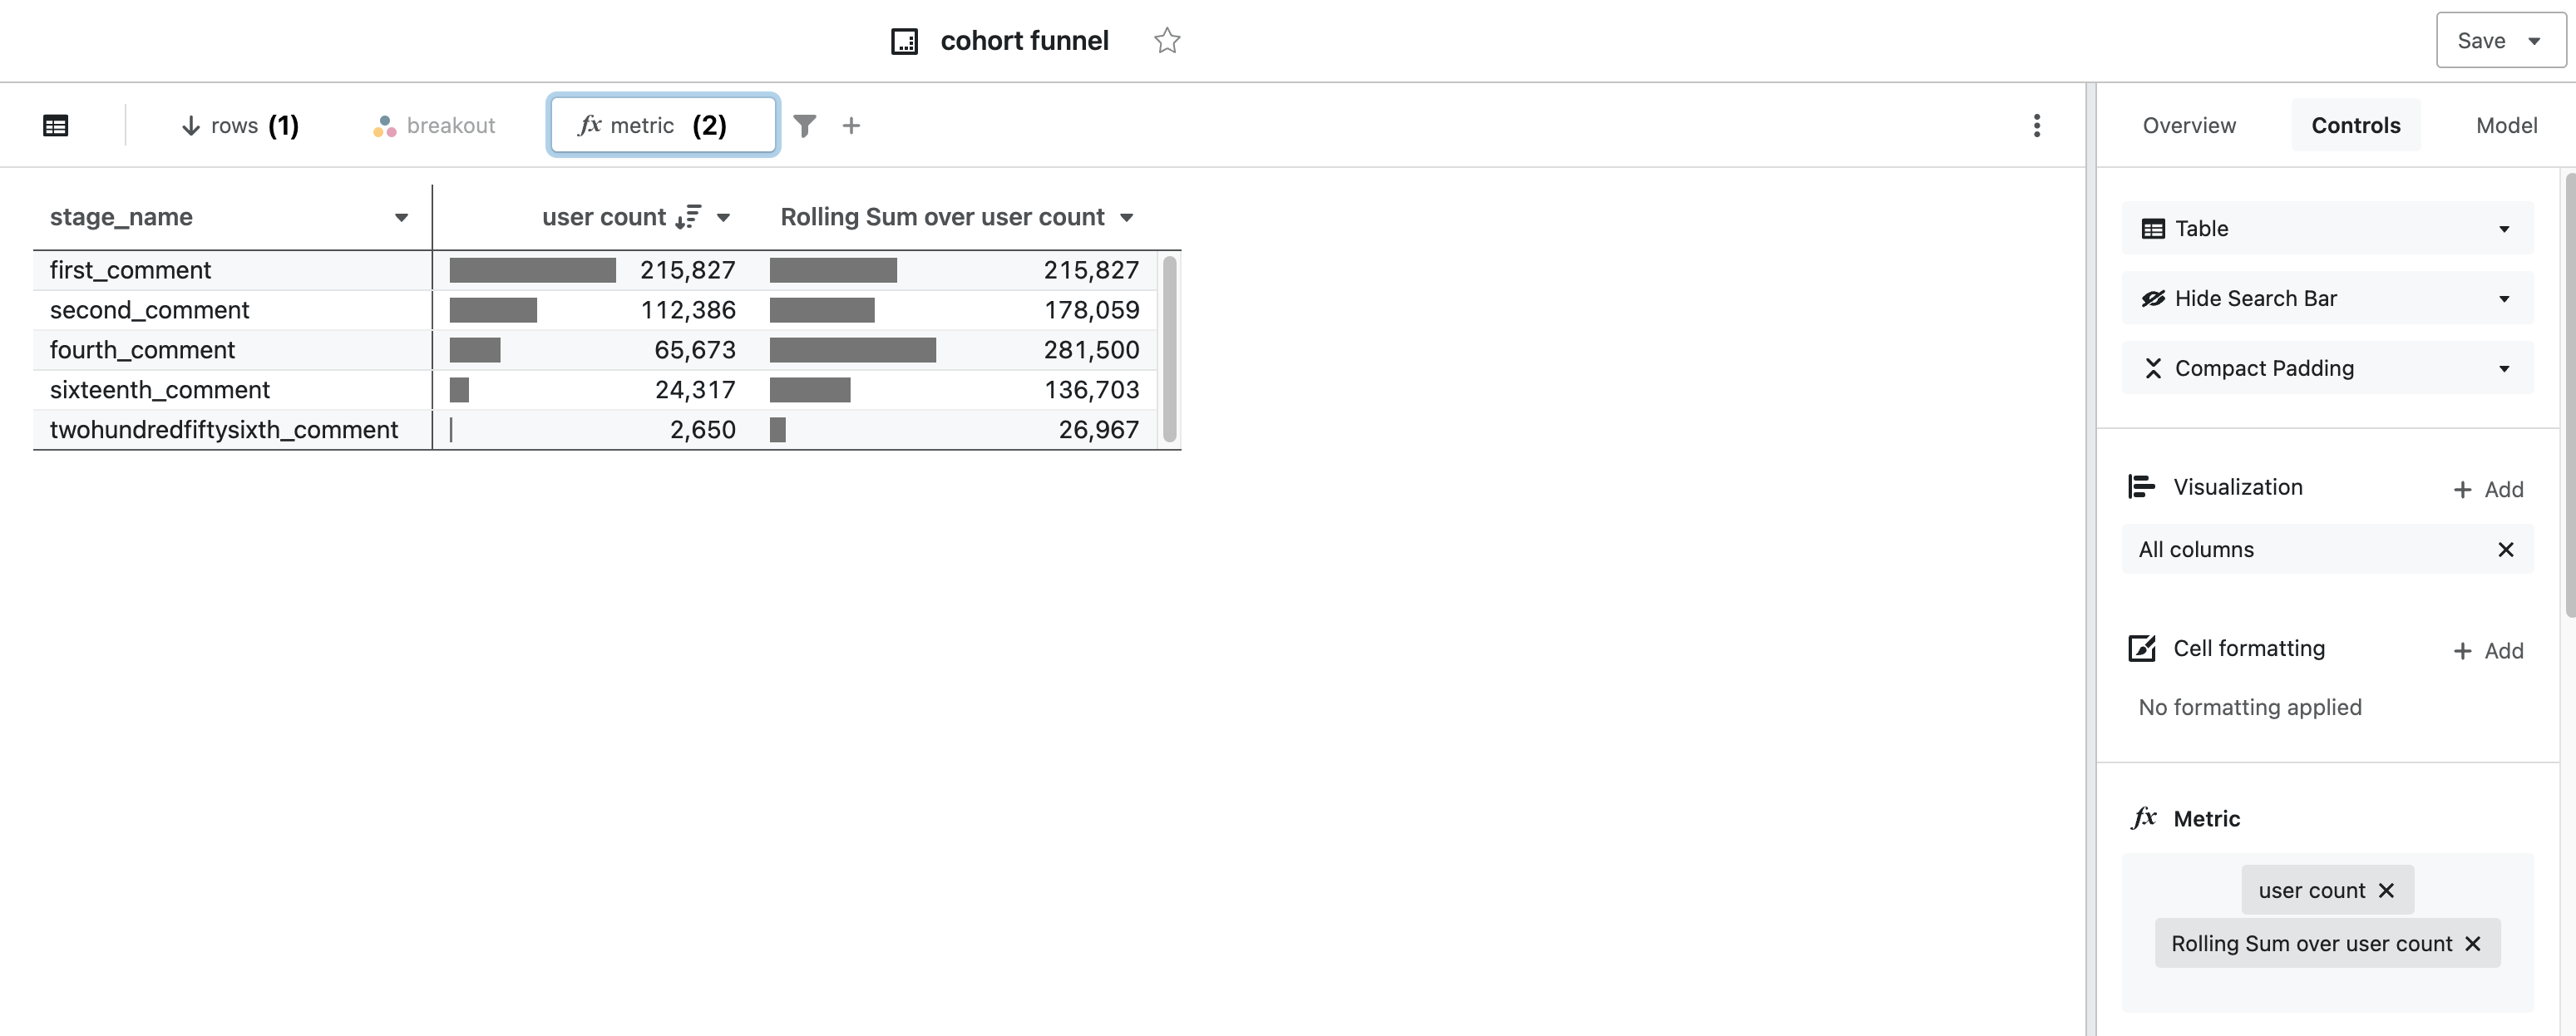 cohort funnel
Save
rows (1)
breakout
fx metric (2)
Overview
Controls
Model
stage_name
user count
Rolling Sum over user count
first_comment 215,827 215,827
second_comment 112,386 178,059
fourth_comment 65,673 281,500
sixteenth_comment 24,317 136,703
twohundredfiftysixth_comment 2,650 26,967
Table
Hide Search Bar
Compact Padding
Visualization
+ Add
All columns
Cell formatting
+ Add
No formatting applied
fx Metric
user count
Rolling Sum over user count